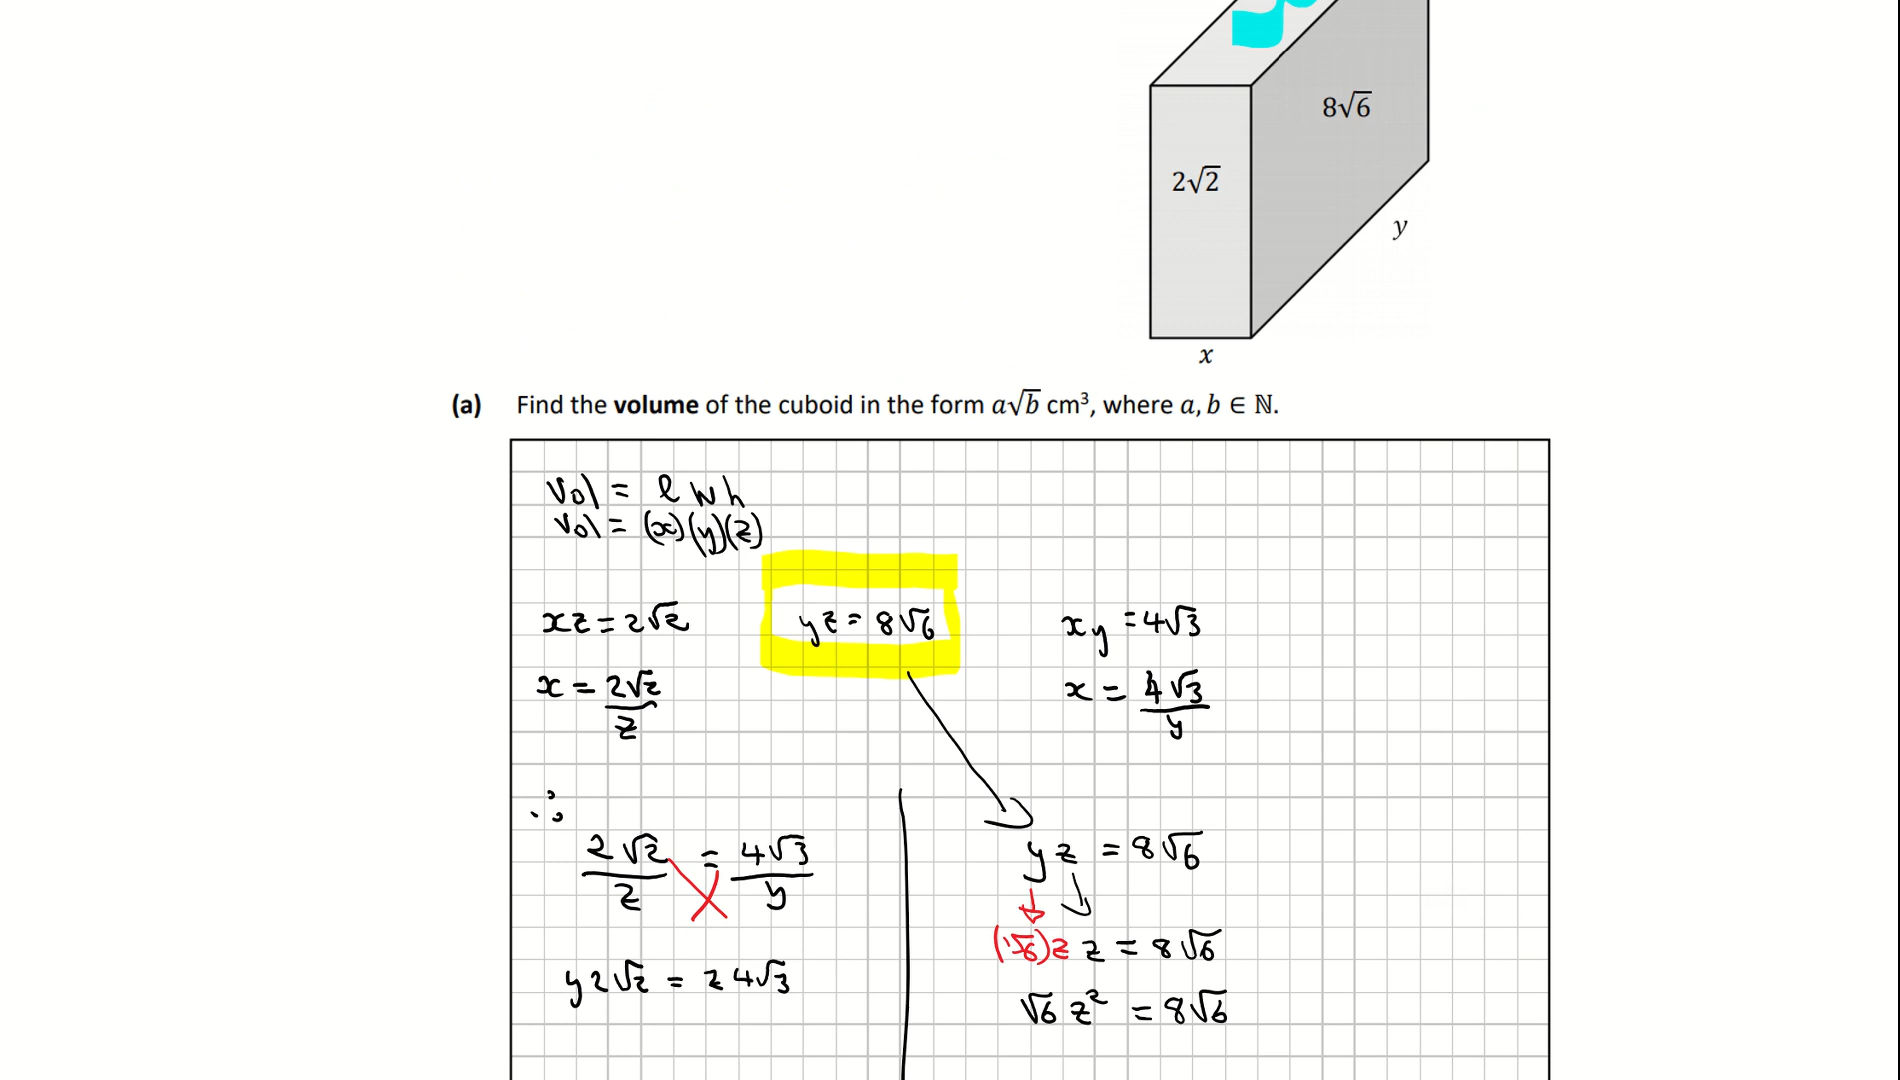 8√6
2√2
y
x
(a) Find the volume of the cuboid in the form a√b cm³, where a, b ∈ ℕ.
Vol = l w h
Vol = (x)(y)(z)
xz = 2√2 yz = 8√6 xy = 4√3
x = 2√2/z x = 4√3/y
∴
2√2/z = 4√3/y yz = 8√6
(√6)z z = 8√6
y2√2 = z4√3 √6 z² = 8√6